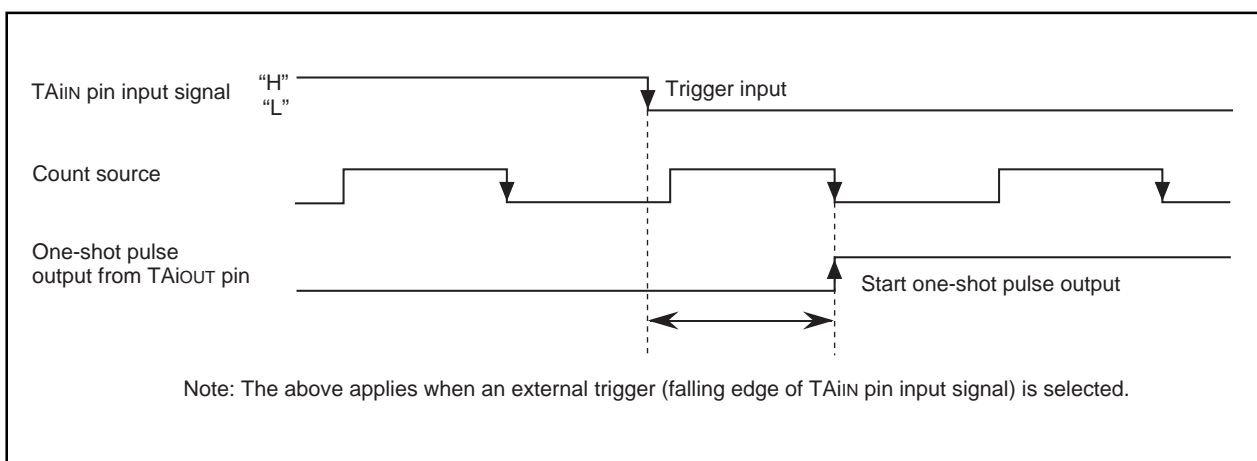 TAiIN pin input signal
“H”
“L”
Trigger input
Count source
One-shot pulse
output from TAiOUT pin
Start one-shot pulse output
Note: The above applies when an external trigger (falling edge of TAiIN pin input signal) is selected.